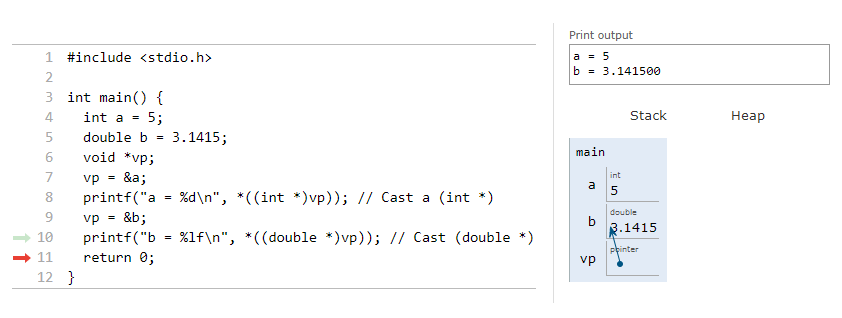 1 #include <stdio.h>
2
3 int main() {
4 int a = 5;
5 double b = 3.1415;
6 void *vp;
7 vp = &a;
8 printf("a = %d\n", *((int *)vp)); // Cast a (int *)
9 vp = &b;
10 printf("b = %lf\n", *((double *)vp)); // Cast (double *)
11 return 0;
12 }
Print output
a = 5
b = 3.141500
Stack Heap
main
int
a 5
double
b 3.1415
pointer
vp